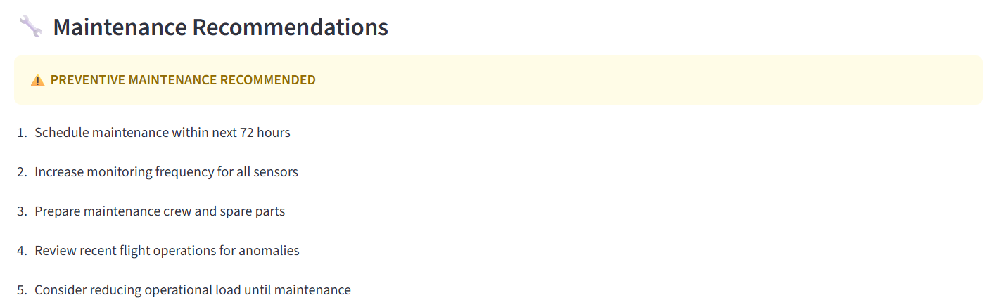 Maintenance Recommendations
PREVENTIVE MAINTENANCE RECOMMENDED
1. Schedule maintenance within next 72 hours
2. Increase monitoring frequency for all sensors
3. Prepare maintenance crew and spare parts
4. Review recent flight operations for anomalies
5. Consider reducing operational load until maintenance